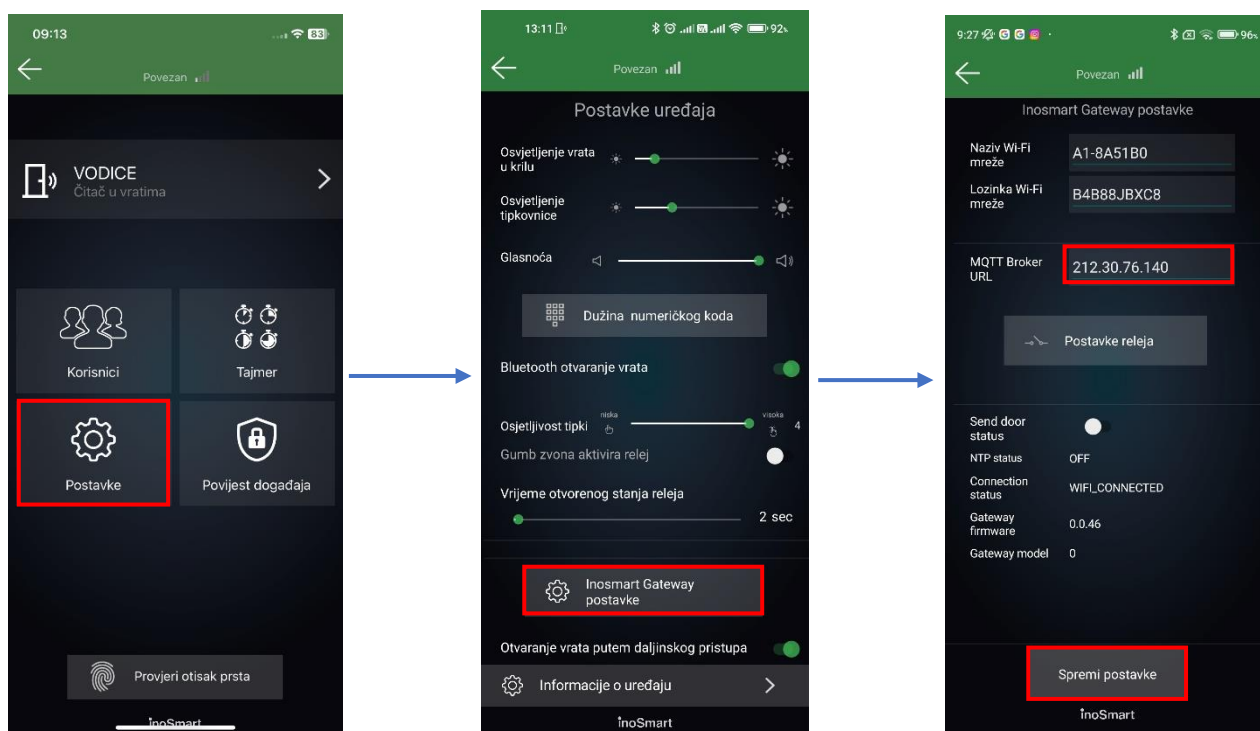 09:13
83
Povezan
VODICE
Čitač u vratima
Korisnici
Tajmer
Postavke
Povijest događaja
Provjeri otisak prsta
inoSmart
13:11
92%
Povezan
Postavke uređaja
Osvjetljenje vrata
u krilu
Osvjetljenje
tipkovnice
Glasnoća
Dužina numeričkog koda
Bluetooth otvaranje vrata
niska
visoka
Osjetljivost tipki
4
Gumb zvona aktivira relej
Vrijeme otvorenog stanja releja
2 sec
Inosmart Gateway
postavke
Otvaranje vrata putem daljinskog pristupa
Informacije o uređaju
inoSmart
9:27
96%
Povezan
Inosmart Gateway postavke
Naziv Wi-Fi
mreže
A1-8A51B0
Lozinka Wi-Fi
mreže
B4B88JBXC8
MQTT Broker
URL
212.30.76.140
Postavke releja
Send door
status
NTP status
OFF
Connection
status
WIFI_CONNECTED
Gateway
firmware
0.0.46
Gateway model
0
Spremi postavke
inoSmart